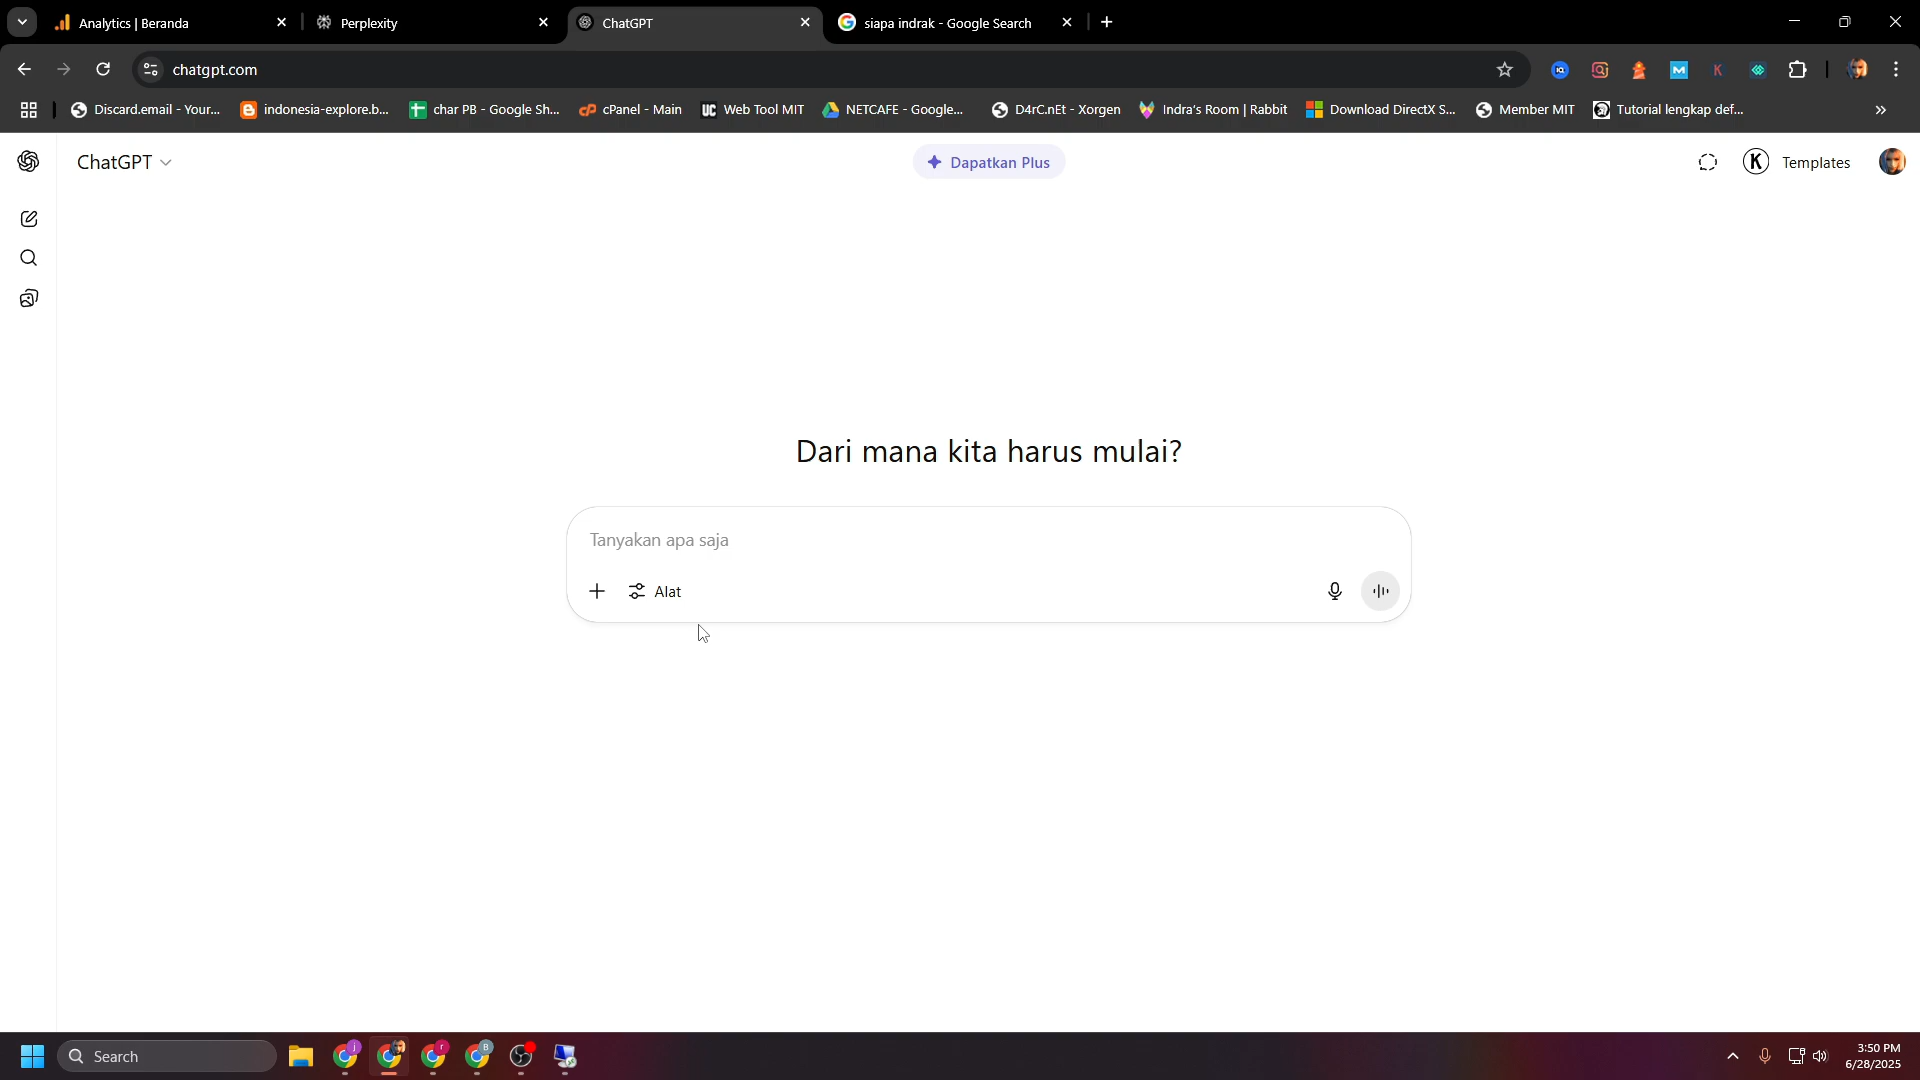 Analytics | Beranda
Perplexity
ChatGPT
siapa indrak - Google Search
chatgpt.com
Discard.email - Your...
indonesia-explore.b...
char PB - Google Sh...
cPanel - Main
Web Tool MIT
NETCAFE - Google...
D4rC.nEt - Xorgen
Indra's Room | Rabbit
Download DirectX S...
Member MIT
Tutorial lengkap def...
ChatGPT
Dapatkan Plus
Templates
Dari mana kita harus mulai?
Tanyakan apa saja
Alat
Search
3:50 PM
6/28/2025